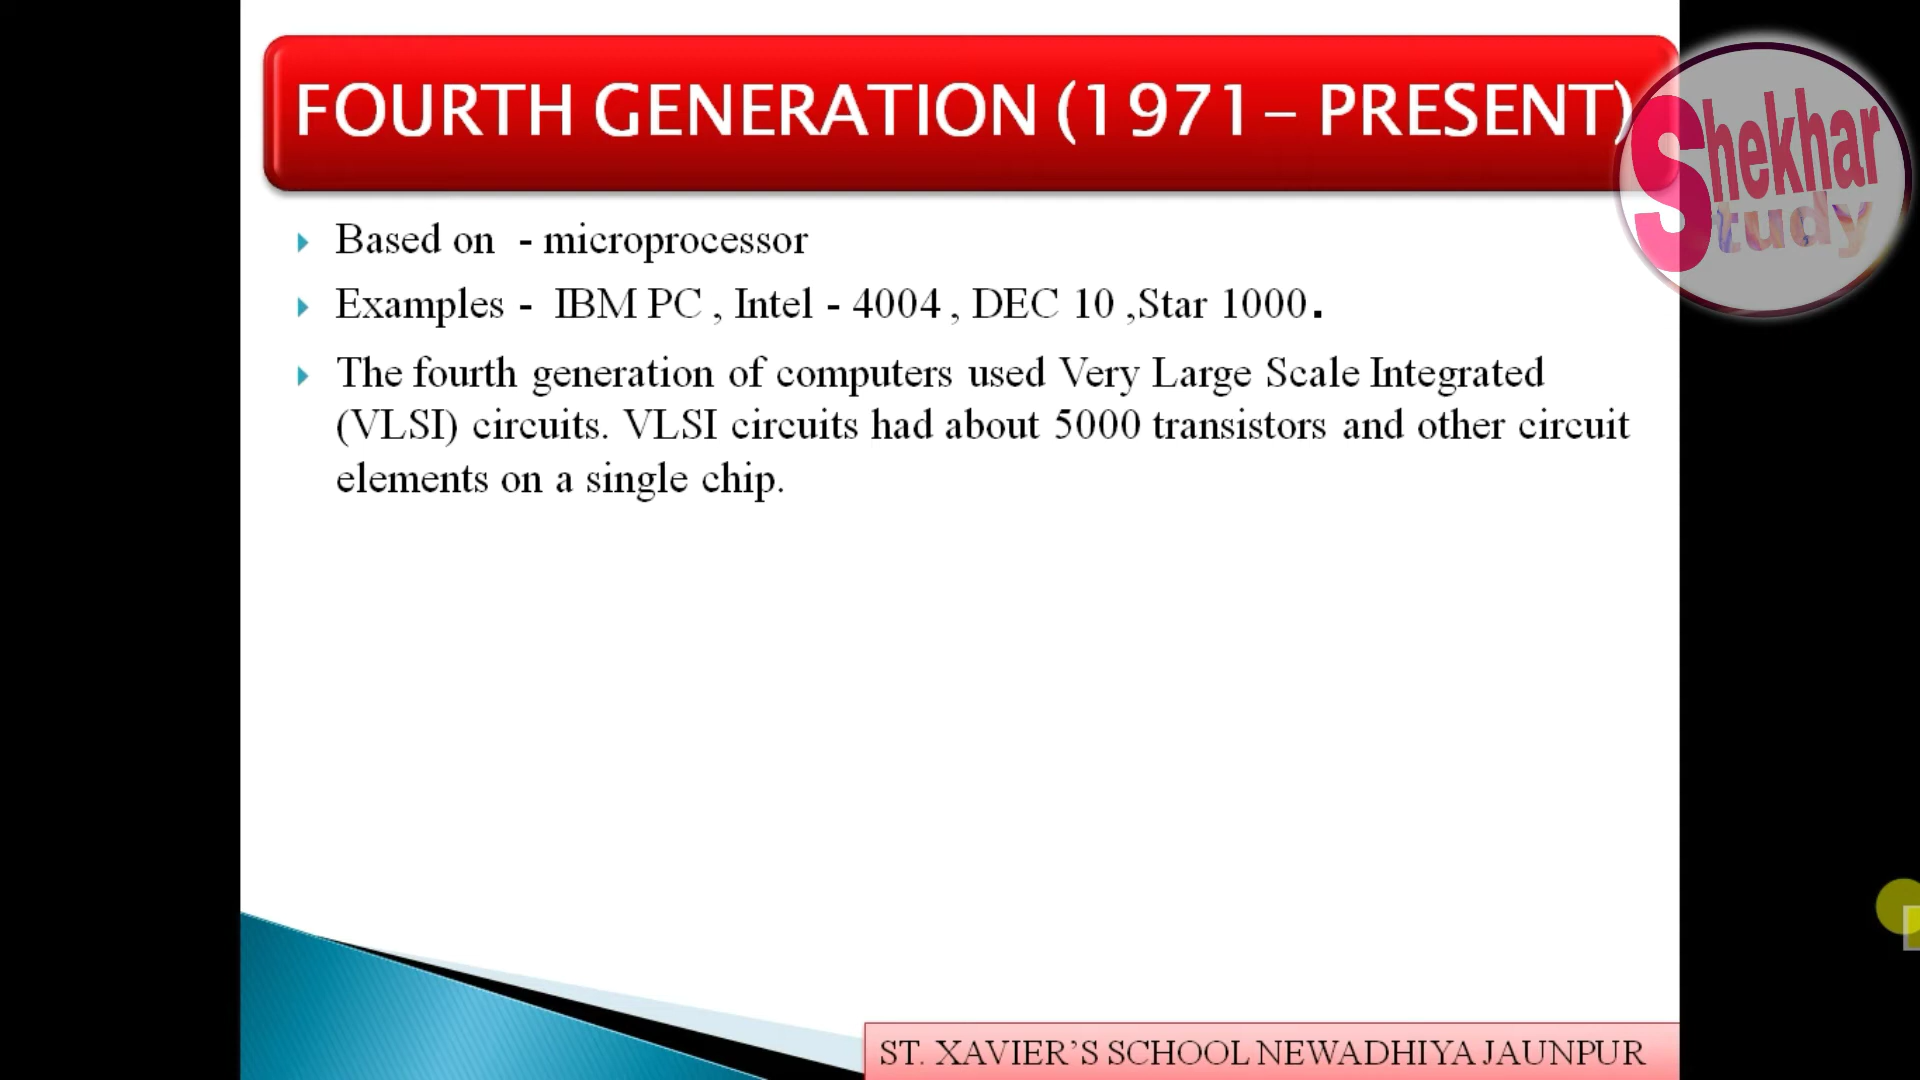 FOURTH GENERATION (1971– PRESENT)
Shekhar
Study
Based on - microprocessor
Examples - IBM PC , Intel - 4004 , DEC 10 ,Star 1000.
The fourth generation of computers used Very Large Scale Integrated
(VLSI) circuits. VLSI circuits had about 5000 transistors and other circuit
elements on a single chip.
ST. XAVIER’S SCHOOL NEWADHIYA JAUNPUR